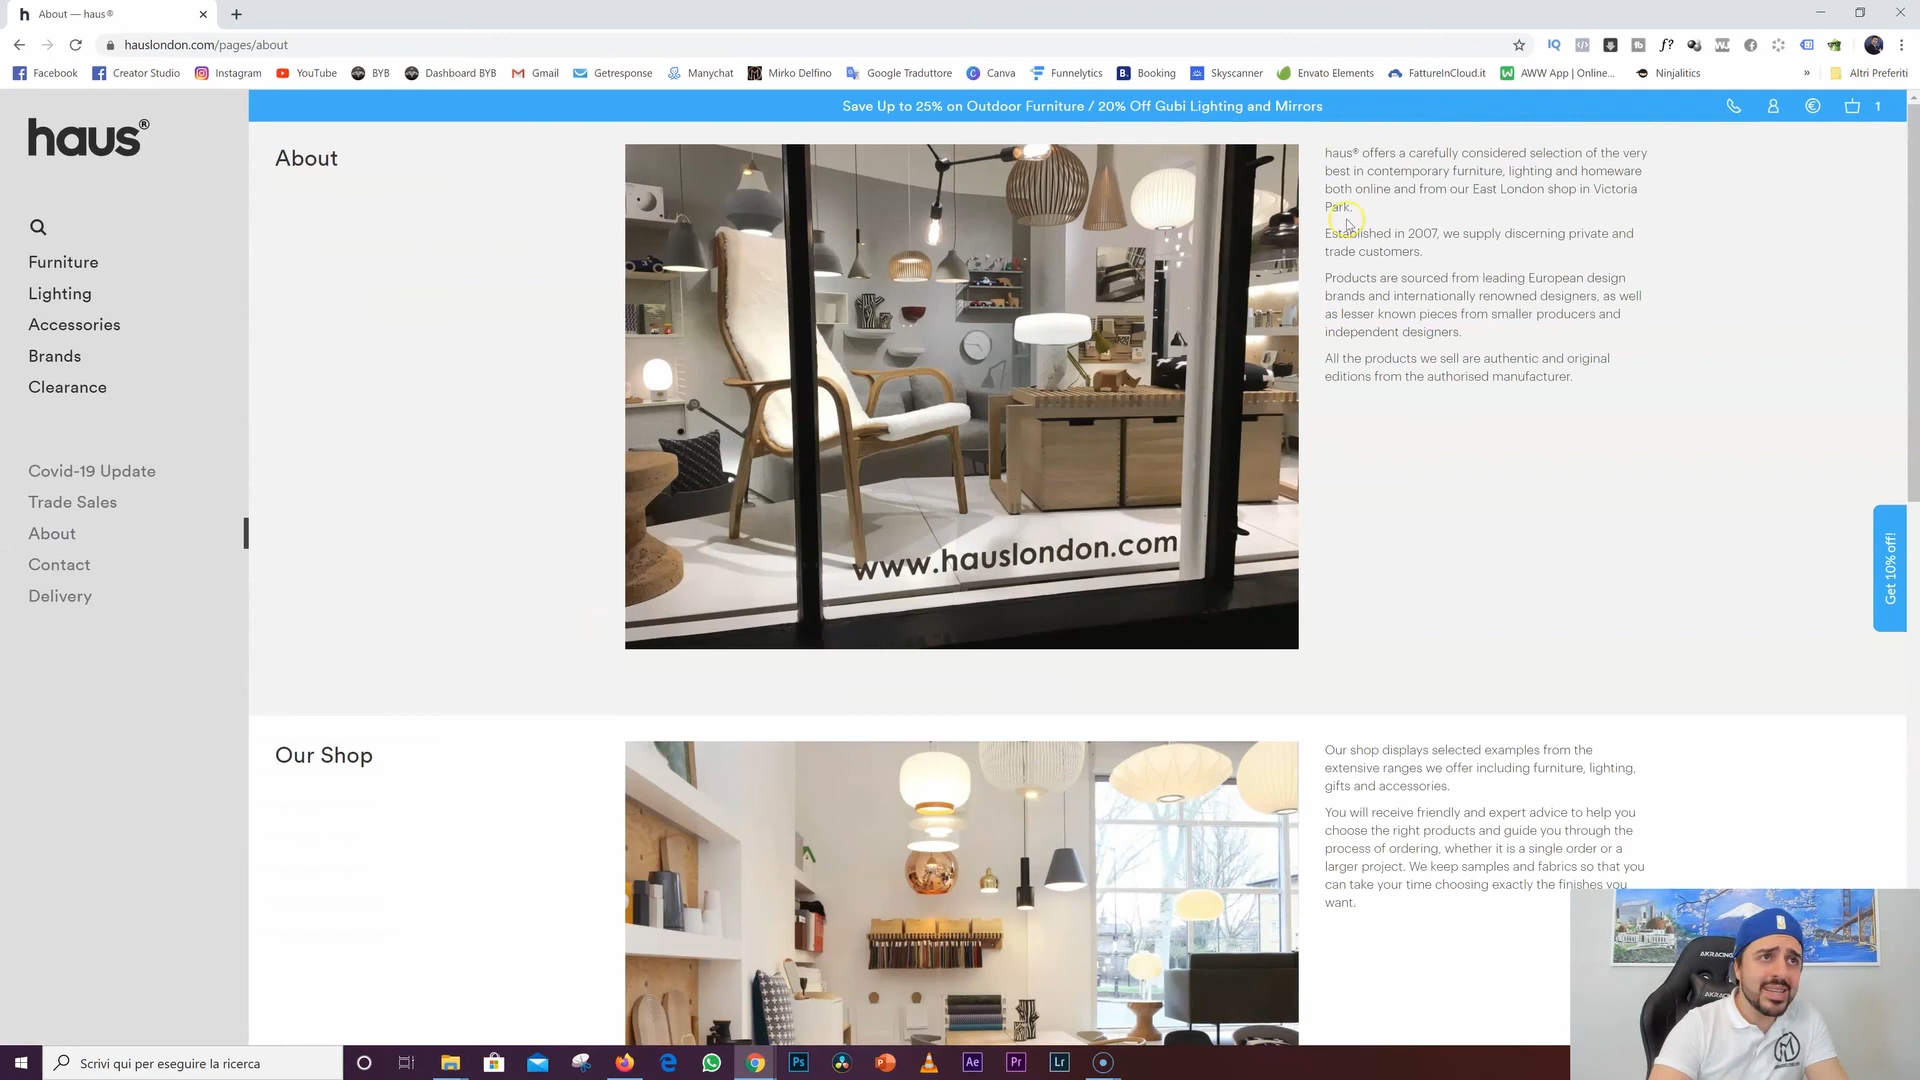 About — haus®
hauslondon.com/pages/about
Facebook
Creator Studio
Instagram
YouTube
BYB
Dashboard BYB
Gmail
Getresponse
Manychat
Mirko Delfino
Google Traduttore
Canva
Funnelytics
Booking
Skyscanner
Envato Elements
FattureInCloud.it
AWW App | Online...
Ninjalitics
»
Altri Preferiti
Save Up to 25% on Outdoor Furniture / 20% Off Gubi Lighting and Mirrors
1
haus®
Furniture
Lighting
Accessories
Brands
Clearance
Covid-19 Update
Trade Sales
About
Contact
Delivery
About
www.hauslondon.com
haus® offers a carefully considered selection of the very
best in contemporary furniture, lighting and homeware
both online and from our East London shop in Victoria
Park.
Established in 2007, we supply discerning private and
trade customers.
Products are sourced from leading European design
brands and internationally renowned designers, as well
as lesser known pieces from smaller producers and
independent designers.
All the products we sell are authentic and original
editions from the authorised manufacturer.
Get 10% off!
Our Shop
Our shop displays selected examples from the
extensive ranges we offer including furniture, lighting,
gifts and accessories.
You will receive friendly and expert advice to help you
choose the right products and guide you through the
process of ordering, whether it is a single order or a
larger project. We keep samples and fabrics so that you
can take your time choosing exactly the finishes you
want.
AKRACING
Scrivi qui per eseguire la ricerca
Ps
Ae
Pr
Lr